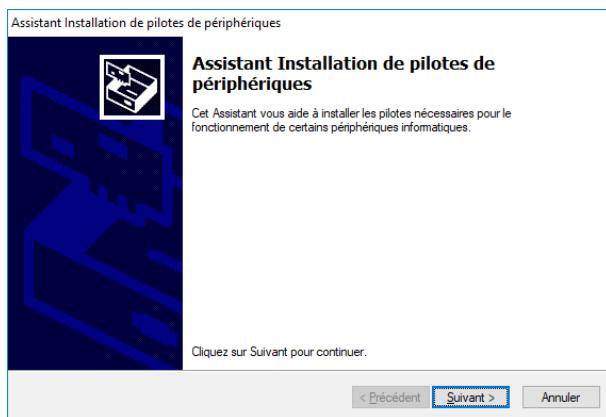 Assistant Installation de pilotes de périphériques
Assistant Installation de pilotes de
périphériques
Cet Assistant vous aide à installer les pilotes nécessaires pour le
fonctionnement de certains périphériques informatiques.
Cliquez sur Suivant pour continuer.
< Précédent Suivant > Annuler